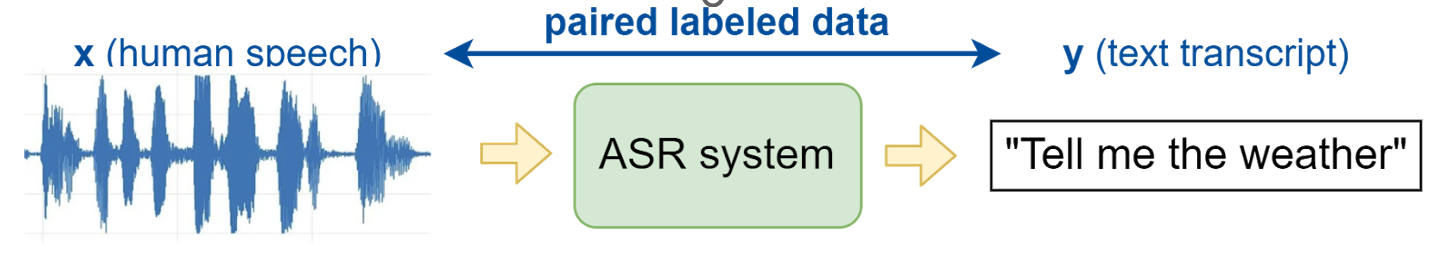 paired labeled data
x (human speech)
y (text transcript)
ASR system
"Tell me the weather"